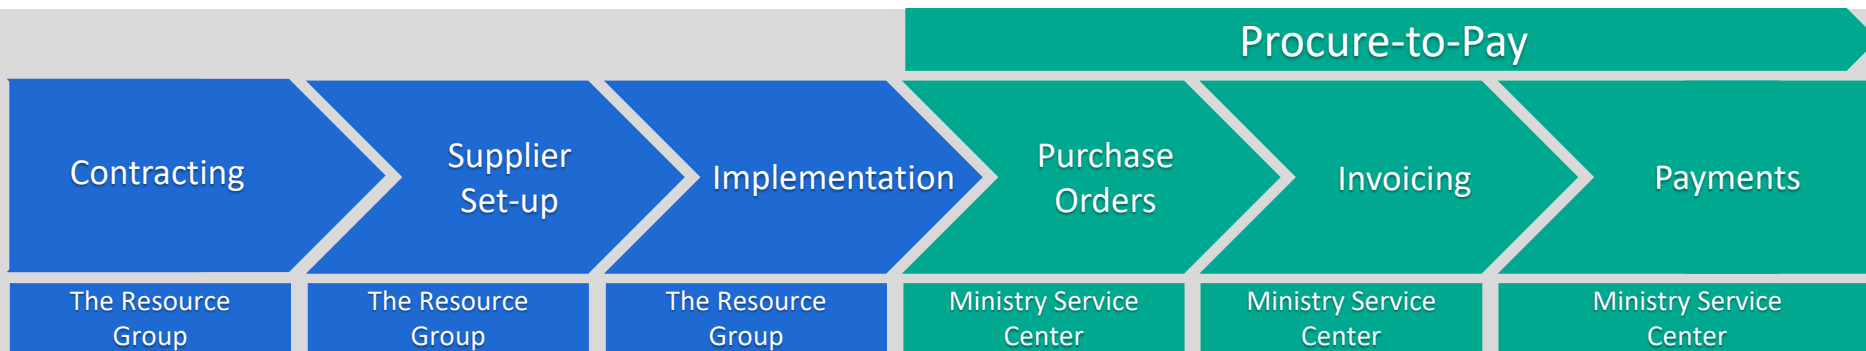 Procure-to-Pay
Contracting
Supplier
Set-up
Implementation
Purchase
Orders
Invoicing
Payments
The Resource
Group
The Resource
Group
The Resource
Group
Ministry Service
Center
Ministry Service
Center
Ministry Service
Center